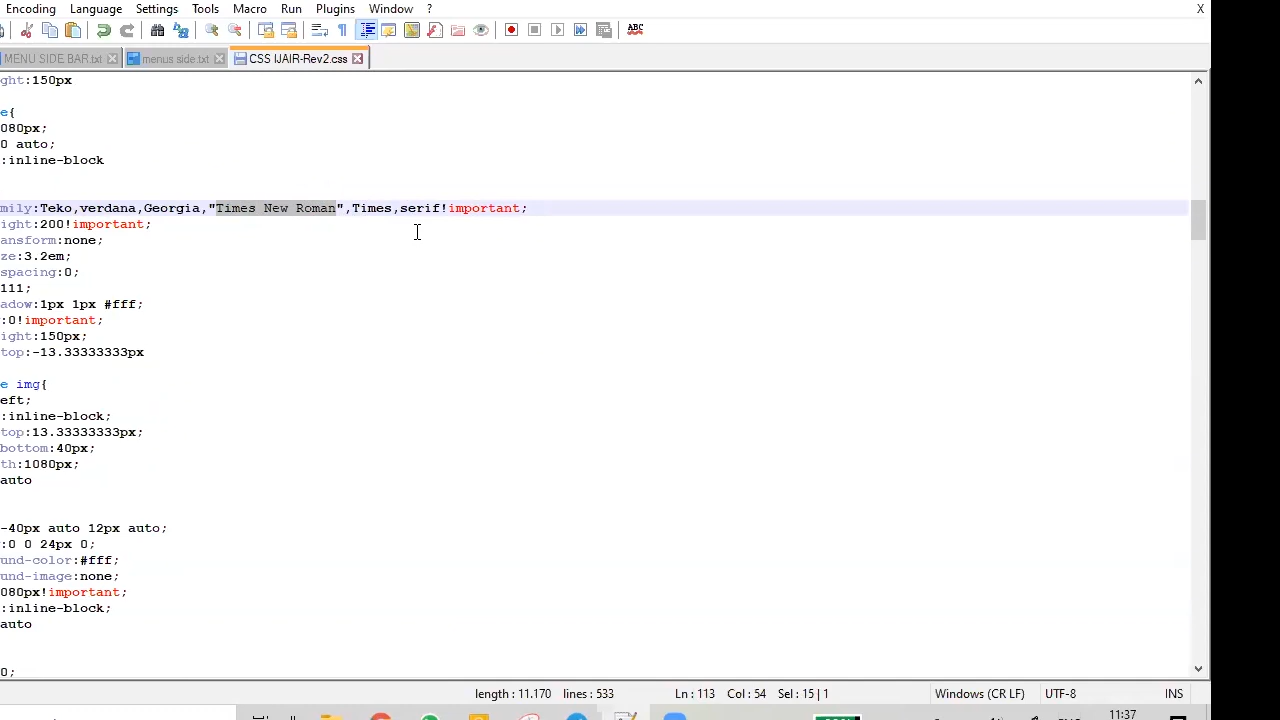 Encoding Language Settings Tools Macro Run Plugins Window ? X
ABC
MENU SIDE BAR.txt menus side.txt CSS IJAIR-Rev2.css
ght:150px
e{
080px;
0 auto;
:inline-block
mily:Teko,verdana,Georgia,"Times New Roman",Times,serif!important;
ight:200!important;
ansform:none;
ze:3.2em;
spacing:0;
111;
adow:1px 1px #fff;
:0!important;
ight:150px;
top:-13.33333333px
e img{
eft;
:inline-block;
top:13.33333333px;
bottom:40px;
th:1080px;
auto
-40px auto 12px auto;
:0 0 24px 0;
und-color:#fff;
und-image:none;
080px!important;
:inline-block;
auto
0;
length : 11.170 lines : 533 Ln : 113 Col : 54 Sel : 15 | 1 Windows (CR LF) UTF-8 INS
11:37